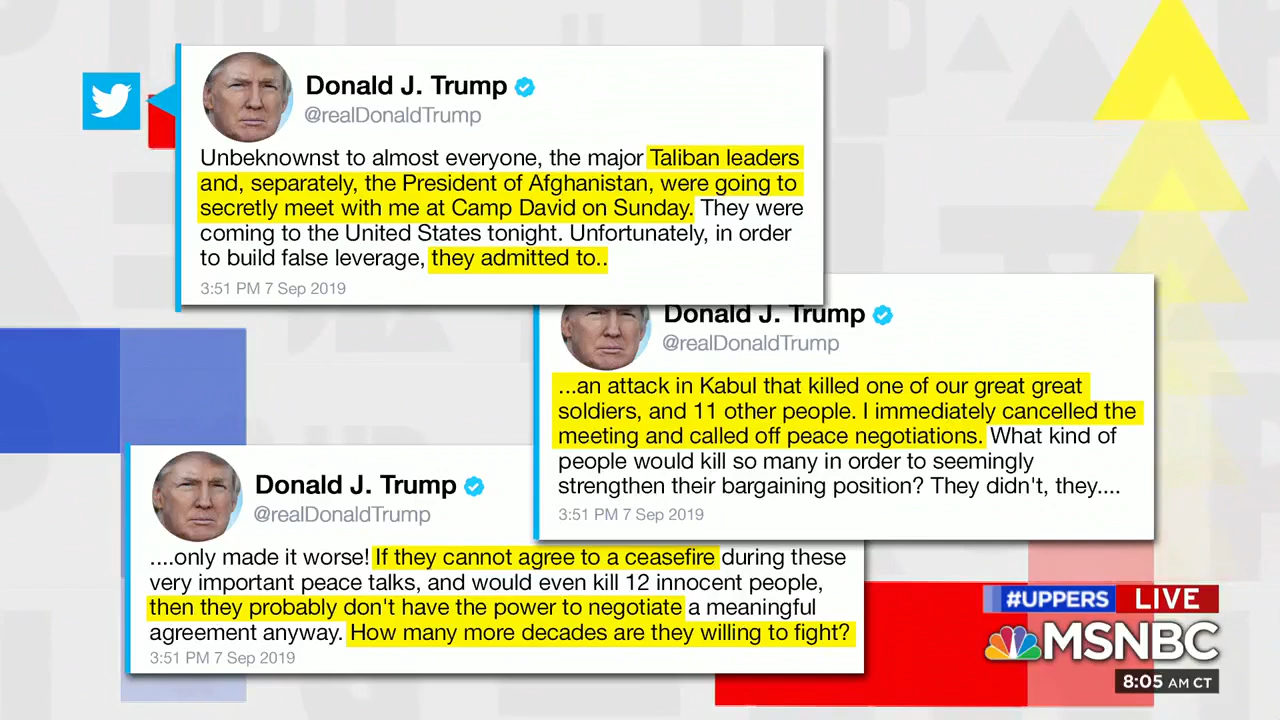 Donald J. Trump
@realDonaldTrump
Unbeknownst to almost everyone, the major Taliban leaders
and, separately, the President of Afghanistan, were going to
secretly meet with me at Camp David on Sunday. They were
coming to the United States tonight. Unfortunately, in order
to build false leverage, they admitted to..
3:51 PM 7 Sep 2019
Donald J. Trump
@realDonaldTrump
...an attack in Kabul that killed one of our great great
soldiers, and 11 other people. I immediately cancelled the
meeting and called off peace negotiations. What kind of
people would kill so many in order to seemingly
strengthen their bargaining position? They didn't, they....
3:51 PM 7 Sep 2019
Donald J. Trump
@realDonaldTrump
....only made it worse! If they cannot agree to a ceasefire during these
very important peace talks, and would even kill 12 innocent people,
then they probably don't have the power to negotiate a meaningful
agreement anyway. How many more decades are they willing to fight?
3:51 PM 7 Sep 2019
#UPPERS LIVE
MSNBC
8:05 AM CT